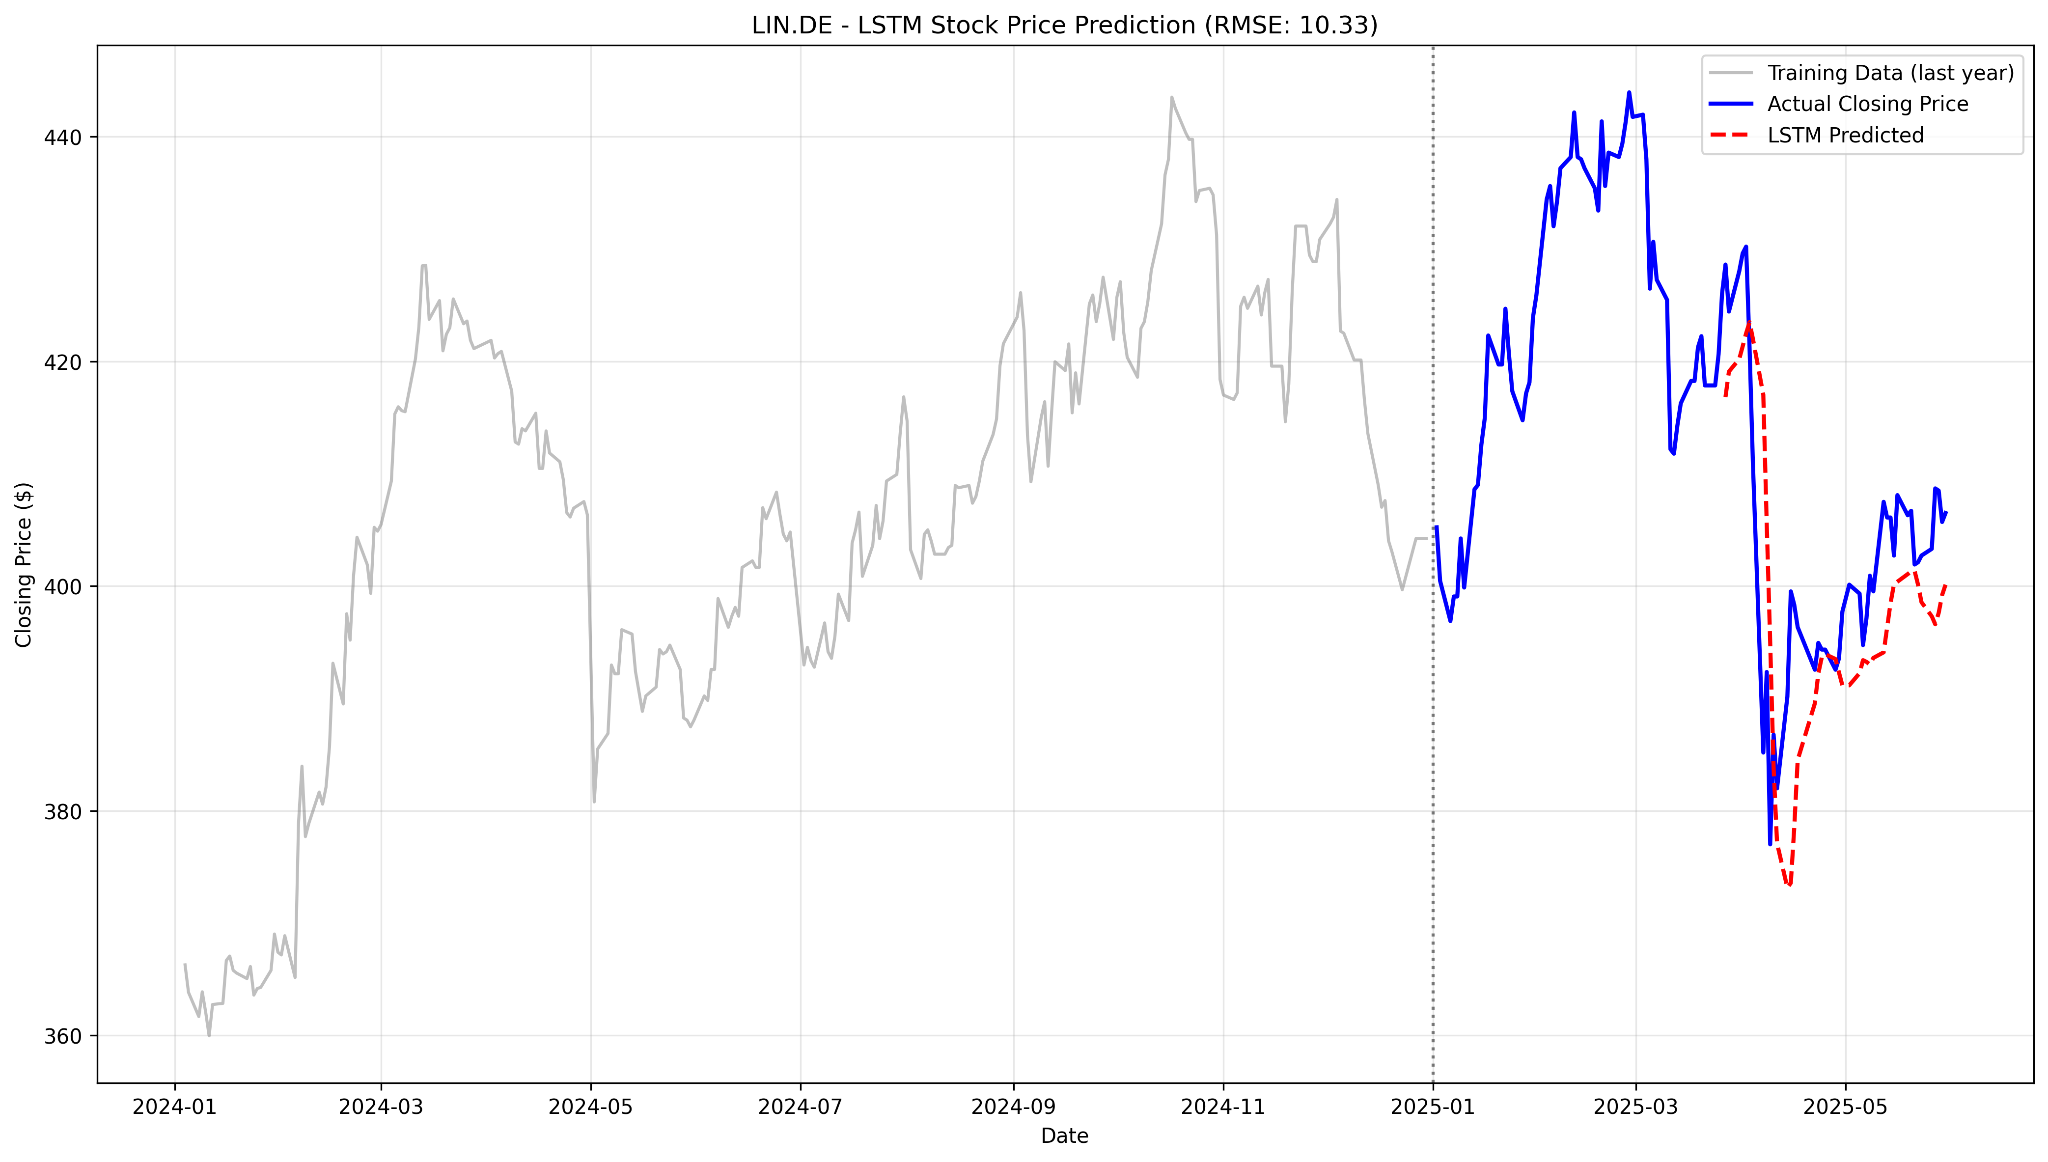 LIN.DE - LSTM Stock Price Prediction (RMSE: 10.33)
Training Data (last year)
Actual Closing Price
LSTM Predicted
Closing Price ($)
440
420
400
380
360
2024-01 2024-03 2024-05 2024-07 2024-09 2024-11 2025-01 2025-03 2025-05
Date